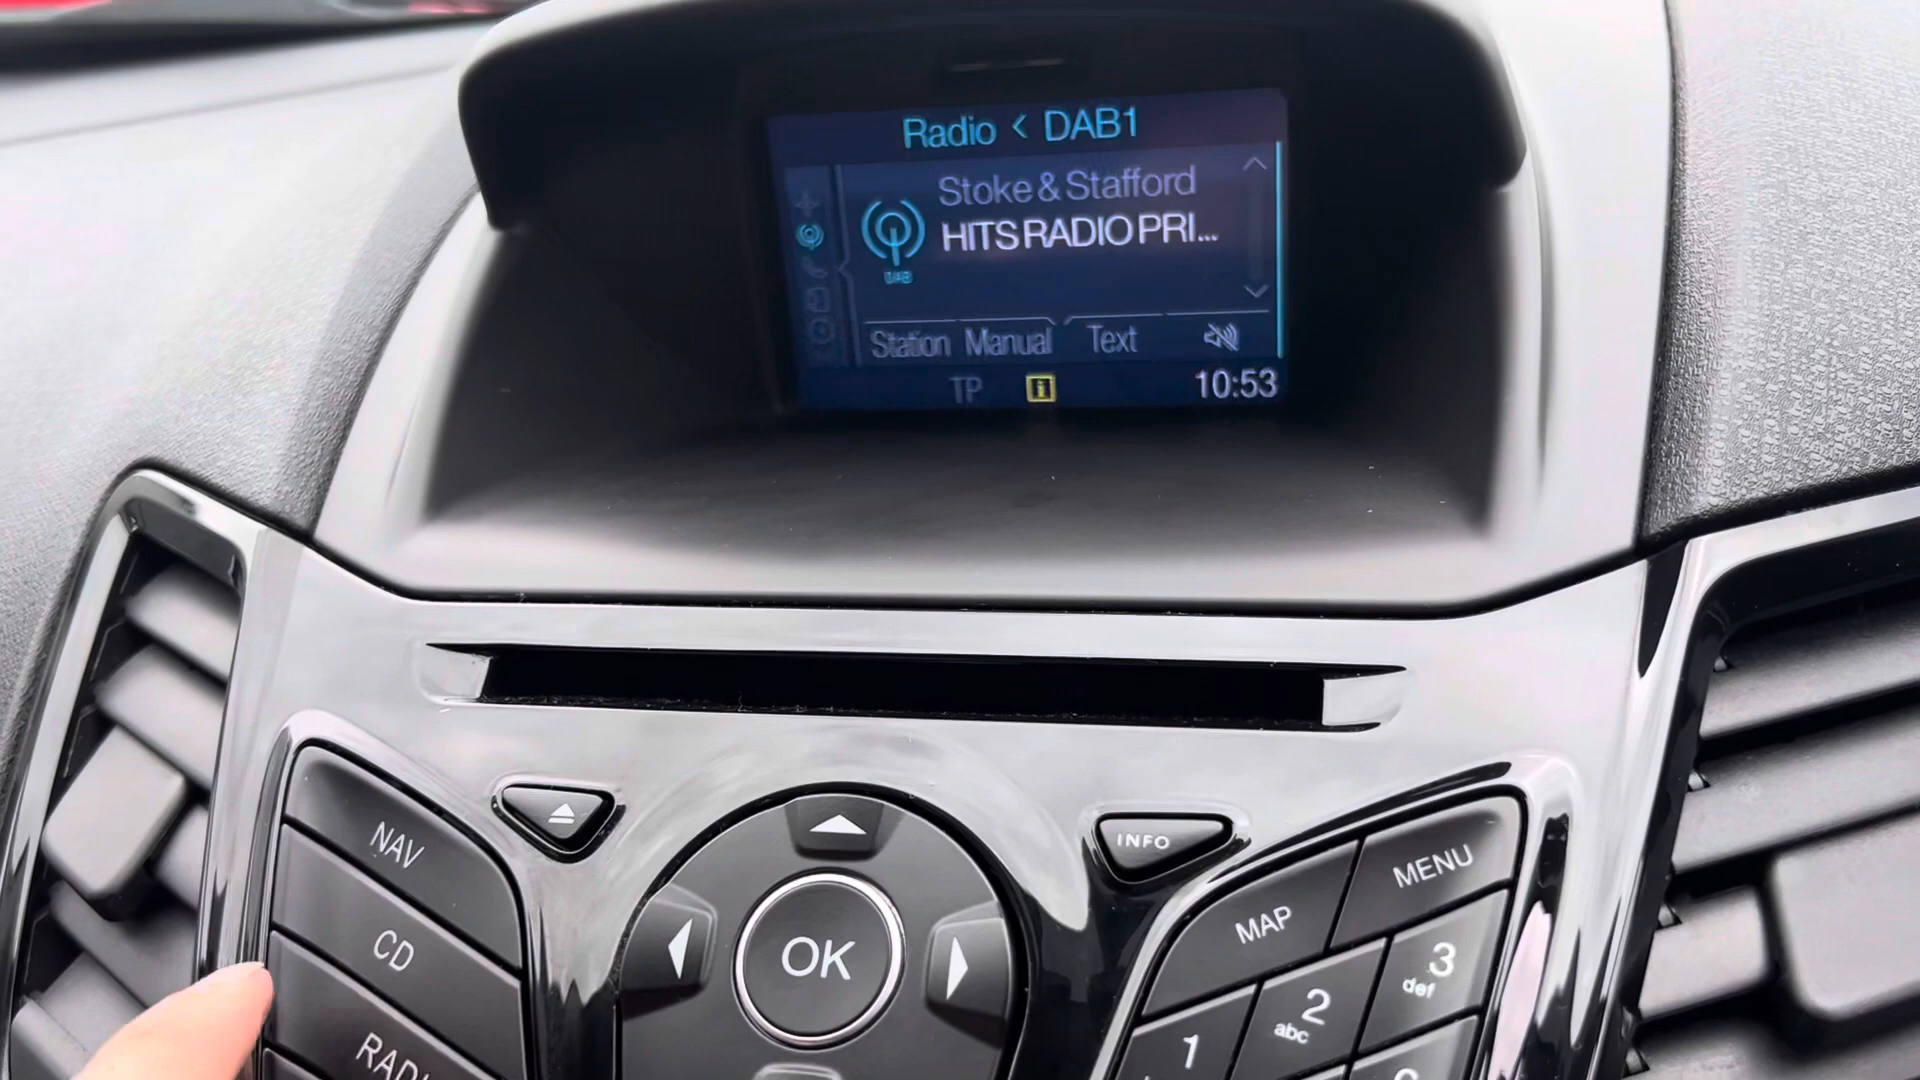 Radio < DAB1
Stoke & Stafford
HITS RADIO PRI...
DAB
Station Manual Text
TP i 10:53
NAV
CD
RADI
OK
INFO
MAP
MENU
1
2
abc
3
def